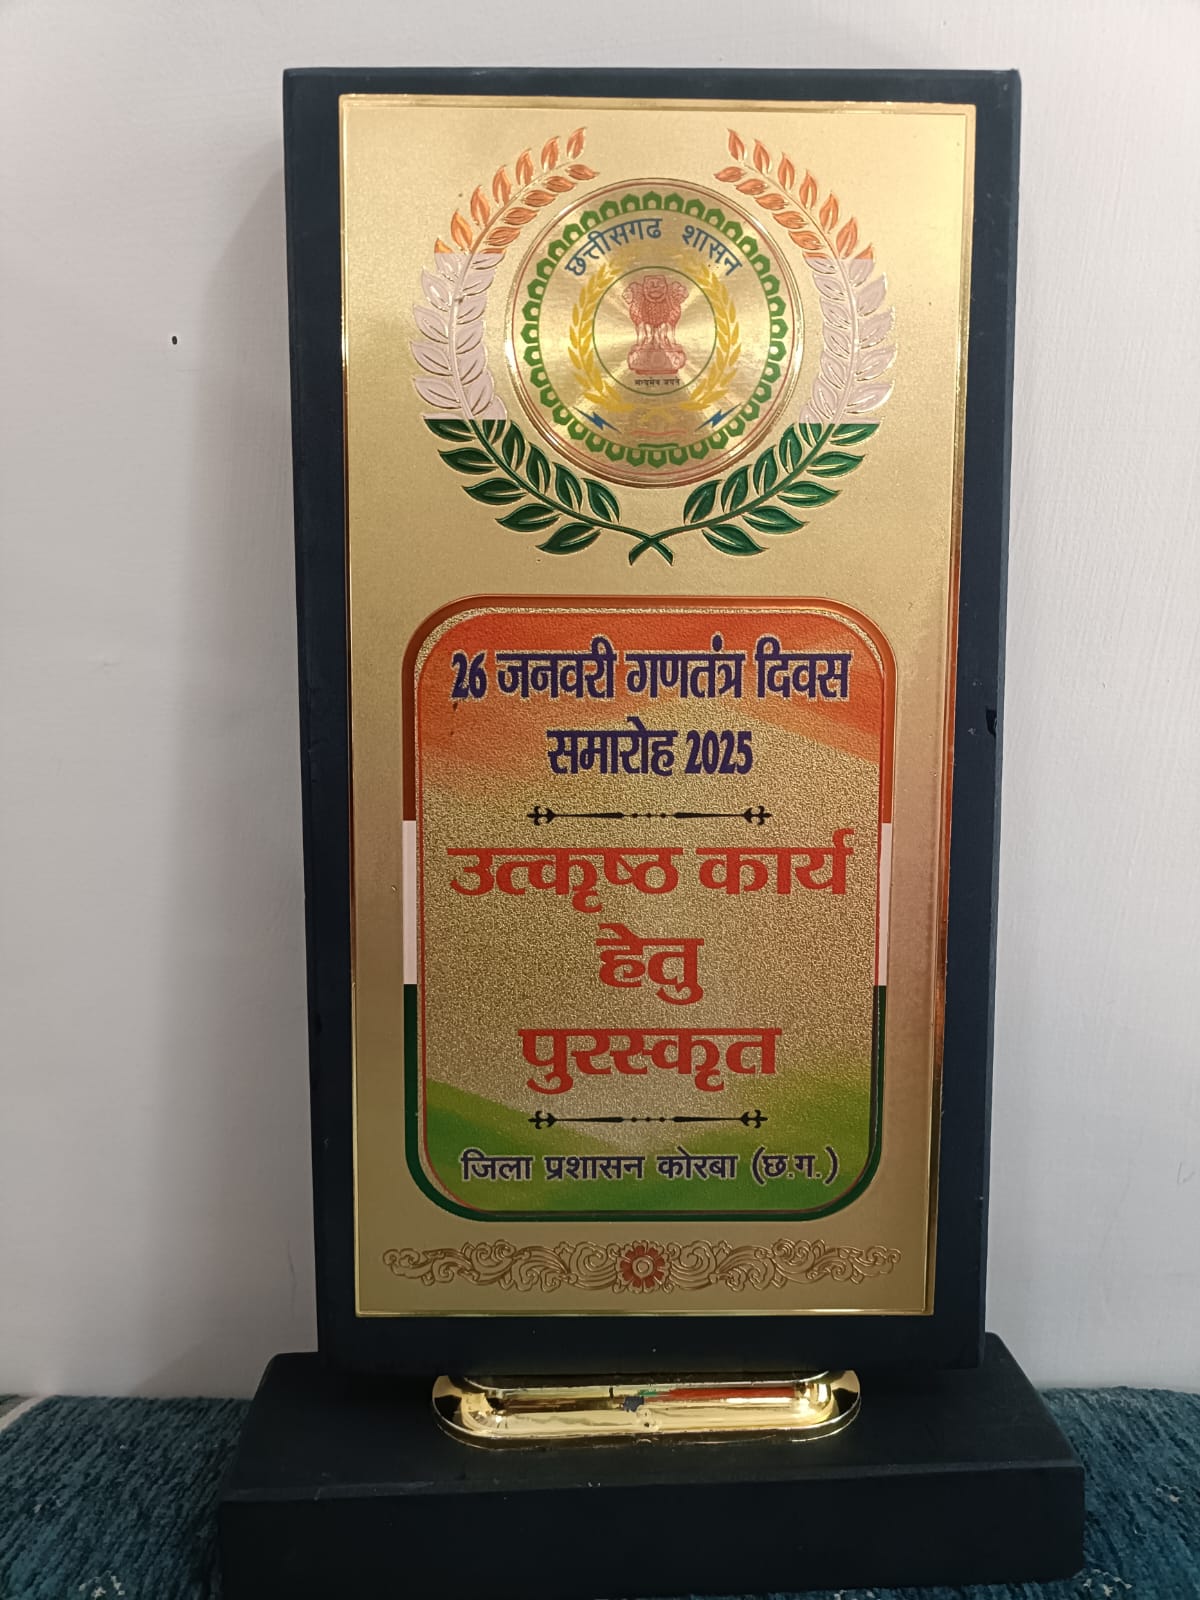 छत्तीसगढ शासन
सत्यमेव जयते
26 जनवरी गणतंत्र दिवस
समारोह 2025
उत्कृष्ठ कार्य
हेतु
पुरस्कृत
जिला प्रशासन कोरबा (छ.ग.)